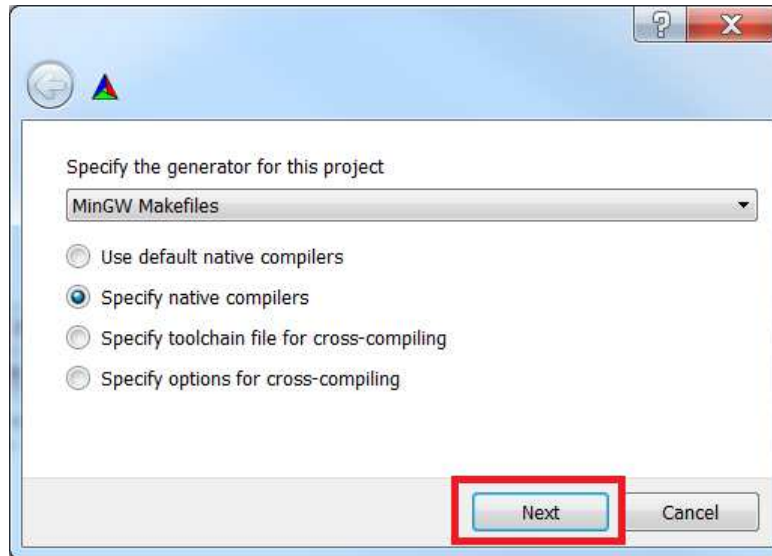 Specify the generator for this project
MinGW Makefiles
Use default native compilers
Specify native compilers
Specify toolchain file for cross-compiling
Specify options for cross-compiling
Next
Cancel